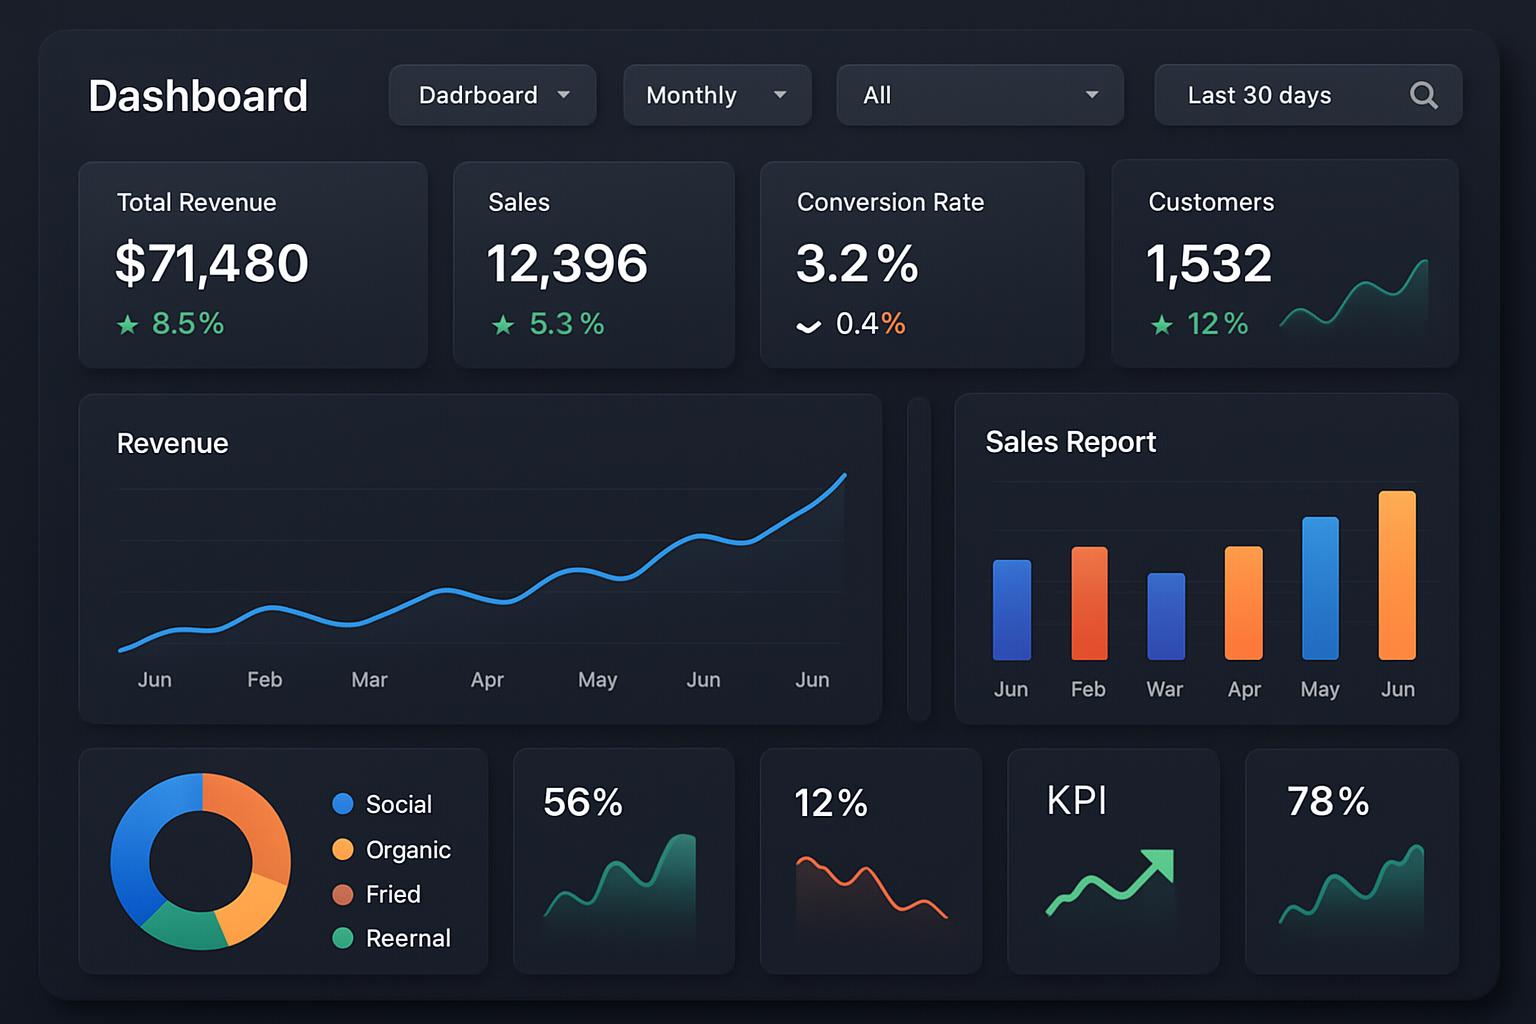 Dashboard
Dadrboard
Monthly
All
Last 30 days
Total Revenue
$71,480
8.5%
Sales
12,396
5.3%
Conversion Rate
3.2%
0.4%
Customers
1,532
12%
Revenue
Jun Feb Mar Apr May Jun Jun
Sales Report
Jun Feb War Apr May Jun
Social
Organic
Fried
Reernal
56%
12%
KPI
78%